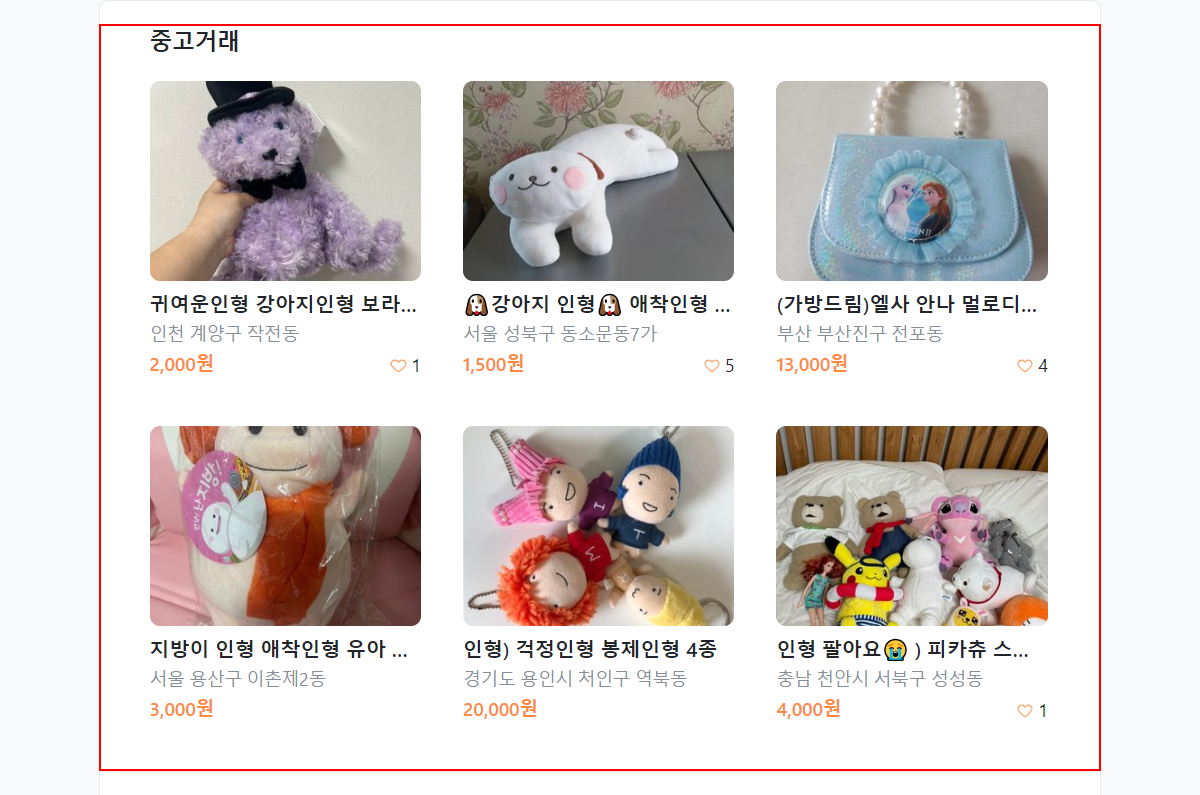 중고거래
귀여운인형 강아지인형 보라...
인천 계양구 작전동
2,000원
1
🐶강아지 인형🐶 애착인형 ...
서울 성북구 동소문동7가
1,500원
5
FROZEN II
(가방드림)엘사 안나 멀로디...
부산 부산진구 전포동
13,000원
4
난지방!
지방이 인형 애착인형 유아 ...
서울 용산구 이촌제2동
3,000원
I
T
W
인형) 걱정인형 봉제인형 4종
경기도 용인시 처인구 역북동
20,000원
인형 팔아요😭 ) 피카츄 스...
충남 천안시 서북구 성성동
4,000원
1